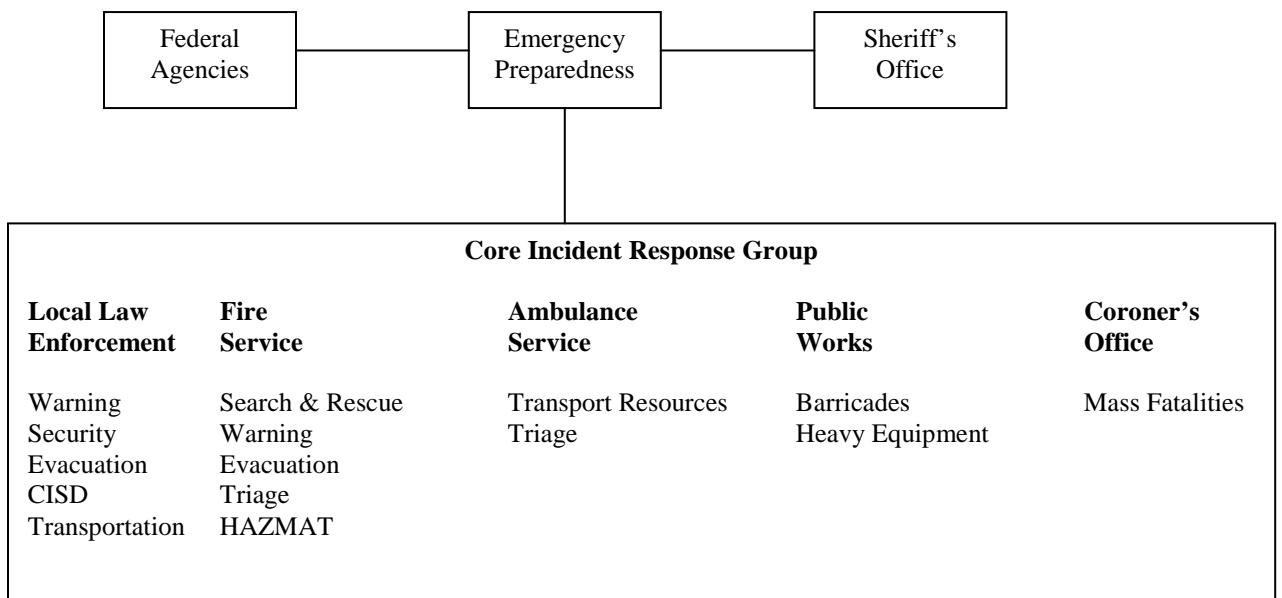 Federal Agencies
Emergency Preparedness
Sheriff’s Office
Core Incident Response Group
Local Law Enforcement
Warning
Security
Evacuation
CISD
Transportation
Fire Service
Search & Rescue
Warning
Evacuation
Triage
HAZMAT
Ambulance Service
Transport Resources
Triage
Public Works
Barricades
Heavy Equipment
Coroner’s Office
Mass Fatalities